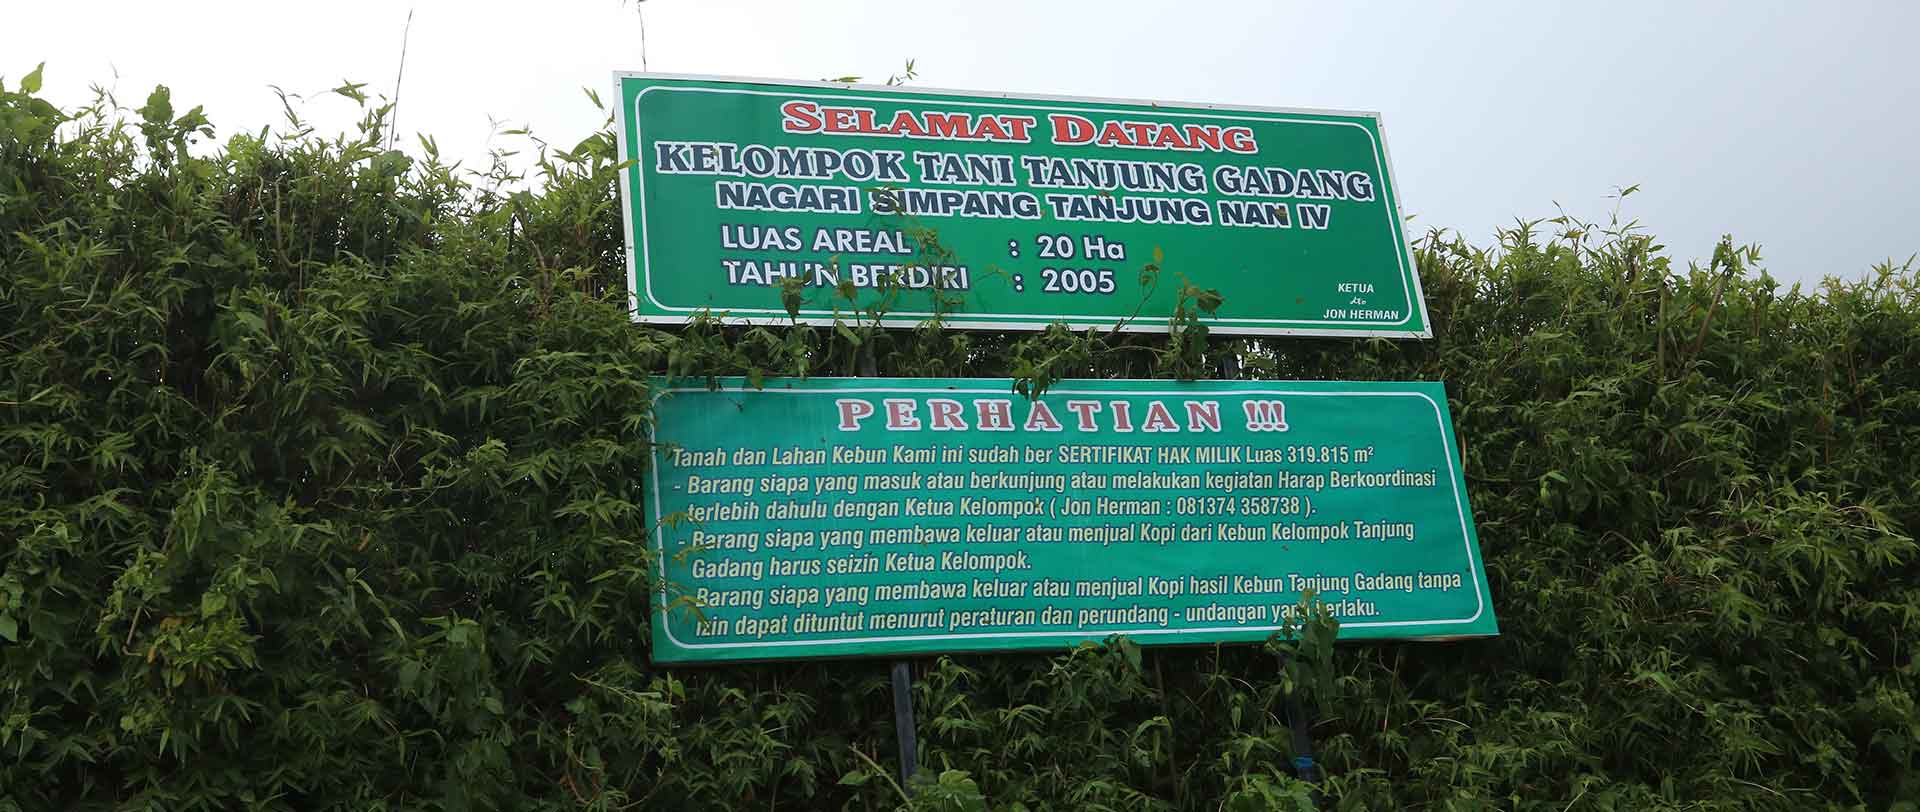 SELAMAT DATANG
KELOMPOK TANI TANJUNG GADANG
NAGARI SIMPANG TANJUNG NAN IV
LUAS AREAL : 20 Ha
TAHUN BERDIRI : 2005
KETUA
dto
JON HERMAN
PERHATIAN !!!
Tanah dan Lahan Kebun Kami ini sudah ber SERTIFIKAT HAK MILIK Luas 319.815 m²
- Barang siapa yang masuk atau berkunjung atau melakukan kegiatan Harap Berkoordinasi
terlebih dahulu dengan Ketua Kelompok ( Jon Herman : 081374 358738 ).
- Barang siapa yang membawa keluar atau menjual Kopi dari Kebun Kelompok Tanjung
Gadang harus seizin Ketua Kelompok.
Barang siapa yang membawa keluar atau menjual Kopi hasil Kebun Tanjung Gadang tanpa
izin dapat dituntut menurut peraturan dan perundang - undangan yang berlaku.